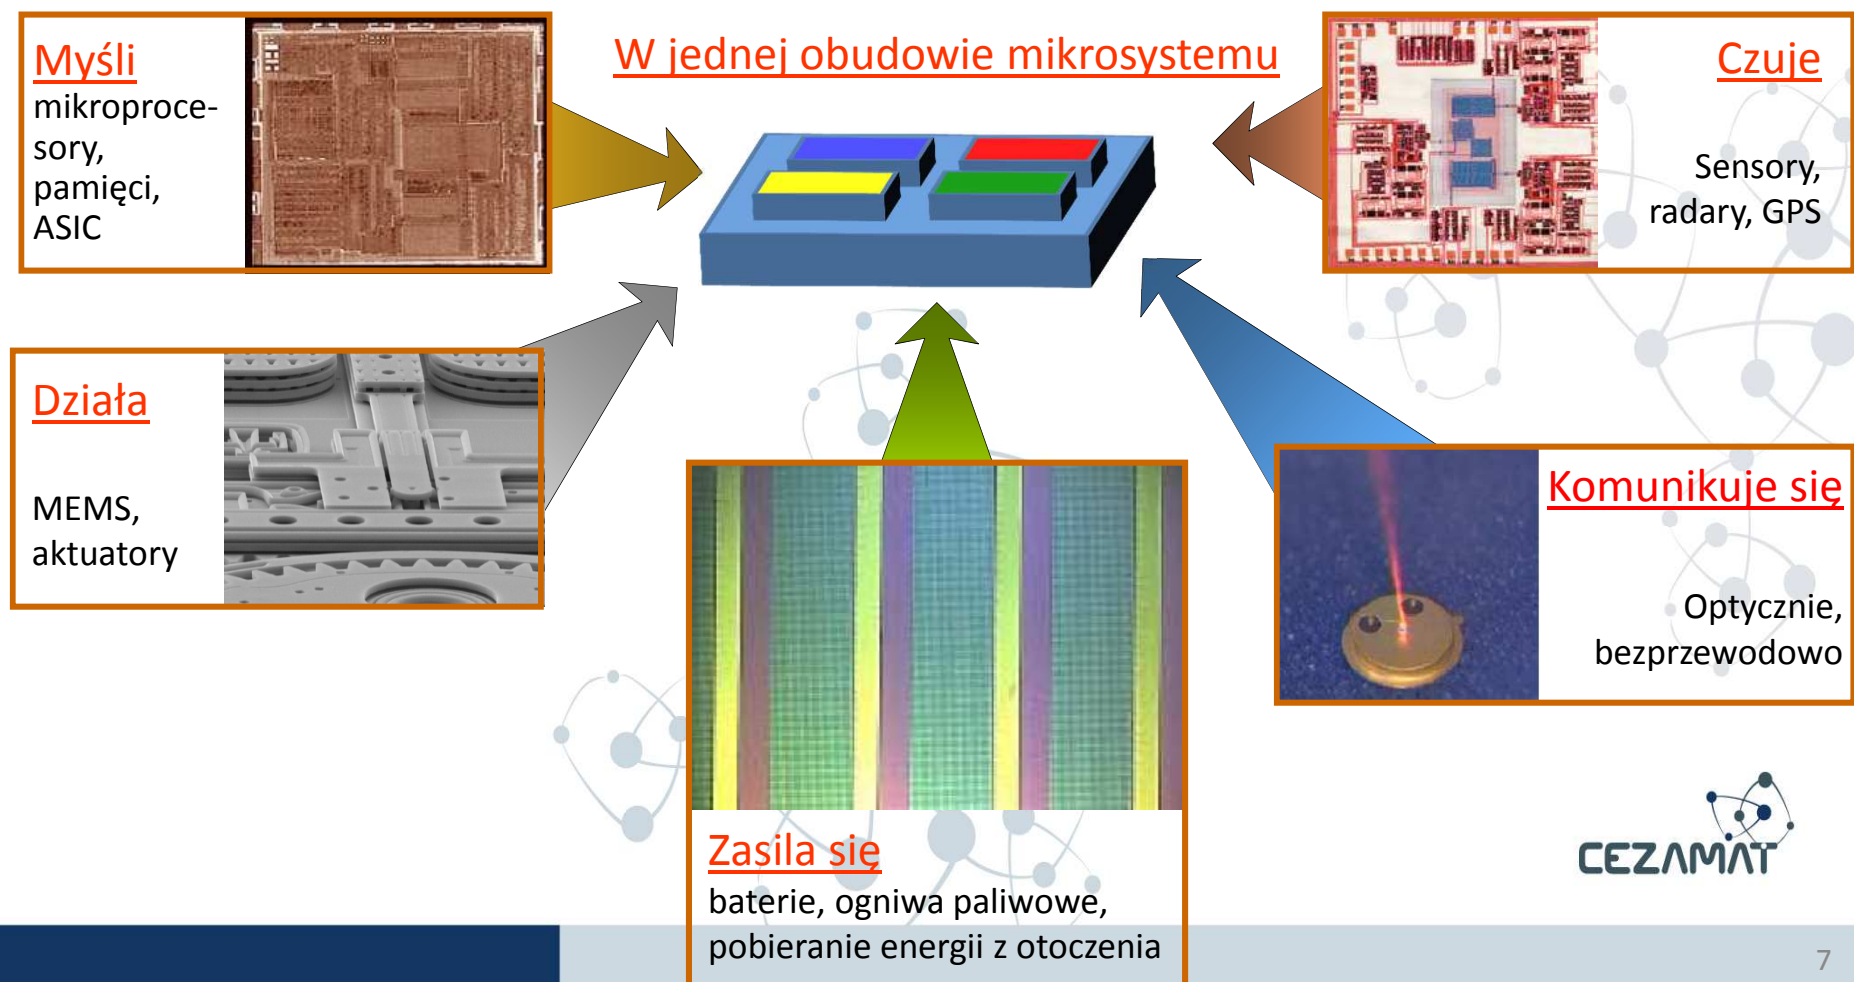 Myśli
mikroproce-
sory,
pamięci,
ASIC
W jednej obudowie mikrosystemu
Czuje
Sensory,
radary, GPS
Działa
MEMS,
aktuatory
Komunikuje się
Optycznie,
bezprzewodowo
Zasila się
baterie, ogniwa paliwowe,
pobieranie energii z otoczenia
CEZAMAT
7